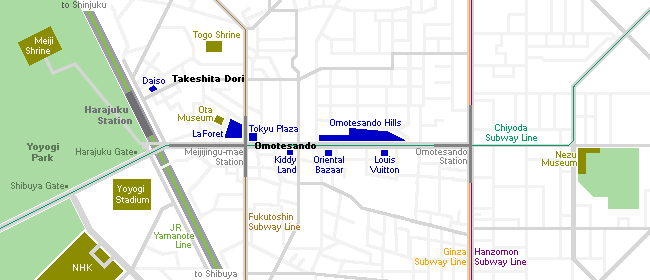 to Shinjuku
Meiji
Shrine
Togo Shrine
Daiso
Takeshita Dori
Harajuku
Station
Ota
Museum
La Foret
Tokyu Plaza
Omotesando Hills
Chiyoda
Subway Line
Yoyogi
Park
Harajuku Gate
Meijijingu-mae
Station
Omotesando
Kiddy
Land
Oriental
Bazaar
Louis
Vuitton
Omotesando
Station
Nezu
Museum
Shibuya Gate
Yoyogi
Stadium
JR
Yamanote
Line
Fukutoshin
Subway Line
Ginza
Subway Line
Hanzomon
Subway Line
NHK
to Shibuya